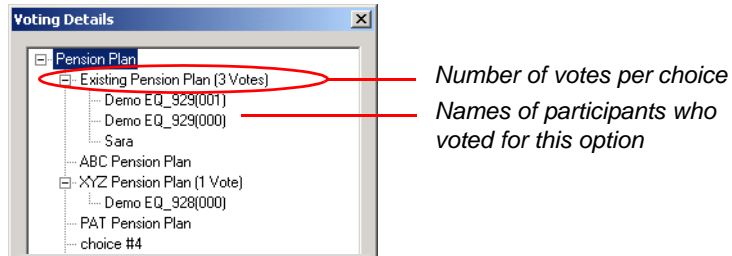 Voting Details
Pension Plan
Existing Pension Plan (3 Votes)
Demo EQ_929(001)
Demo EQ_929(000)
Sara
ABC Pension Plan
XYZ Pension Plan (1 Vote)
Demo EQ_928(000)
PAT Pension Plan
choice #4
Number of votes per choice
Names of participants who
voted for this option